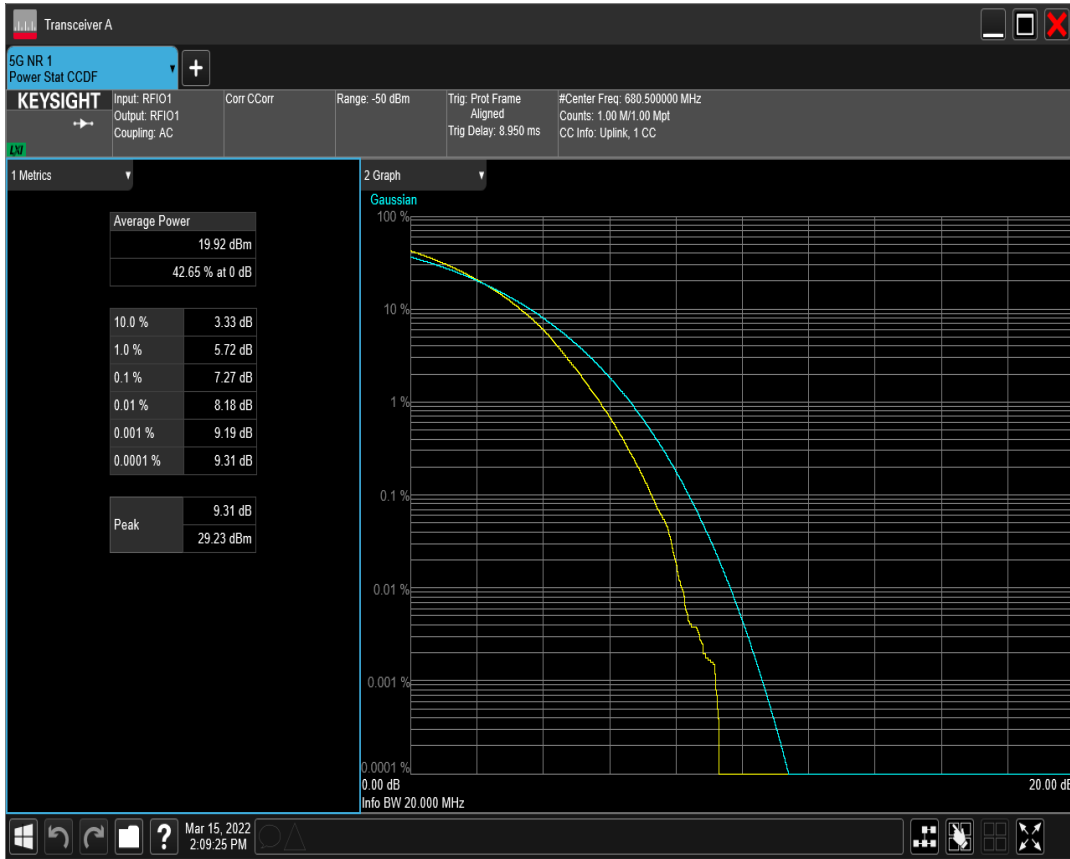 Transceiver A
5G NR 1
Power Stat CCDF
+
KEYSIGHT
LXI
Input: RFIO1
Output: RFIO1
Coupling: AC
Corr CCorr
Range: -50 dBm
Trig: Prot Frame
Aligned
Trig Delay: 8.950 ms
#Center Freq: 680.500000 MHz
Counts: 1.00 M/1.00 Mpt
CC Info: Uplink, 1 CC
1 Metrics
Average Power
19.92 dBm
42.65 % at 0 dB
10.0 % 3.33 dB
1.0 % 5.72 dB
0.1 % 7.27 dB
0.01 % 8.18 dB
0.001 % 9.19 dB
0.0001 % 9.31 dB
Peak
9.31 dB
29.23 dBm
2 Graph
Gaussian
100 %
10 %
1 %
0.1 %
0.01 %
0.001 %
0.0001 %
0.00 dB 20.00 dB
Info BW 20.000 MHz
?
Mar 15, 2022
2:09:25 PM